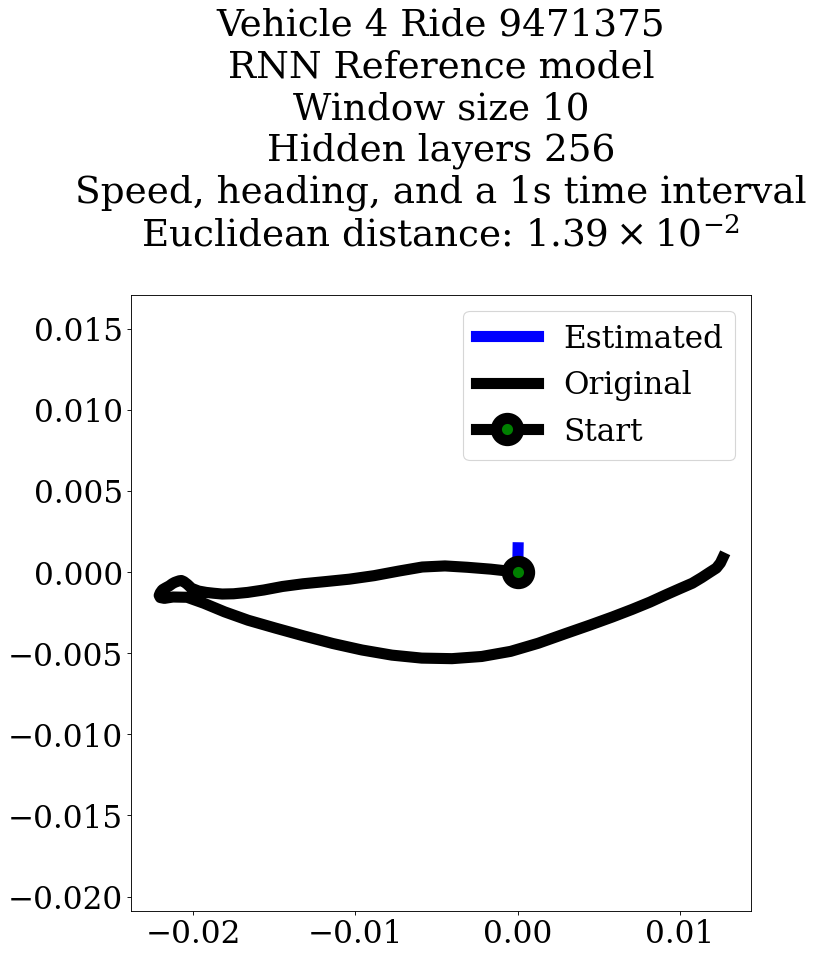 Vehicle 4 Ride 9471375
RNN Reference model
Window size 10
Hidden layers 256
Speed, heading, and a 1s time interval
Euclidean distance: 1.39 × 10⁻²
Estimated
Original
Start
0.015
0.010
0.005
0.000
−0.005
−0.010
−0.015
−0.020
−0.02
−0.01
0.00
0.01